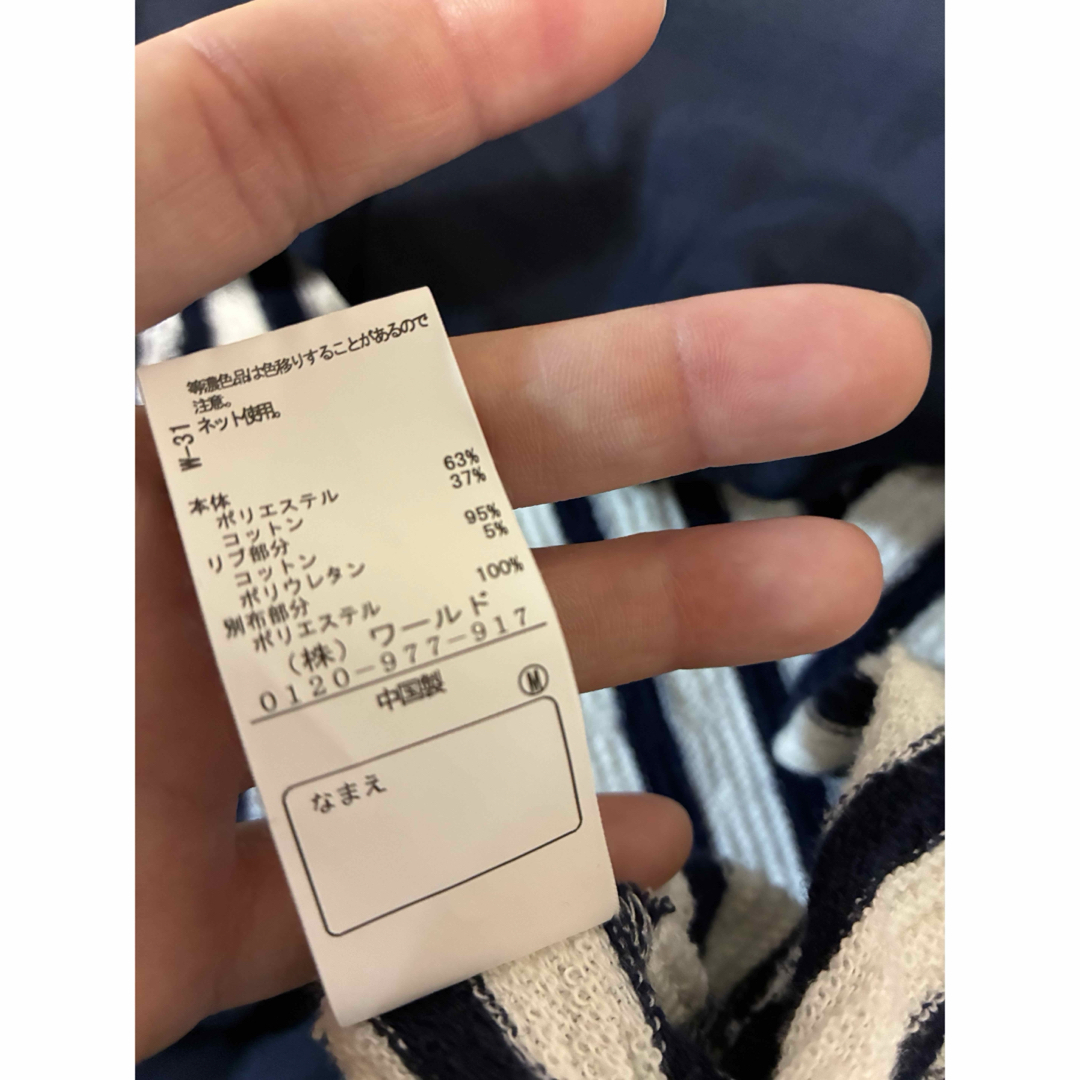 等濃色品は色移りすることがあるので
注意。
ネット使用。
W-31
本体
ポリエステル 63%
コットン 37%
リブ部分
コットン 95%
ポリウレタン 5%
別布部分
ポリエステル 100%
(株) ワールド
0120-977-917
中国製 Ⓜ
なまえ